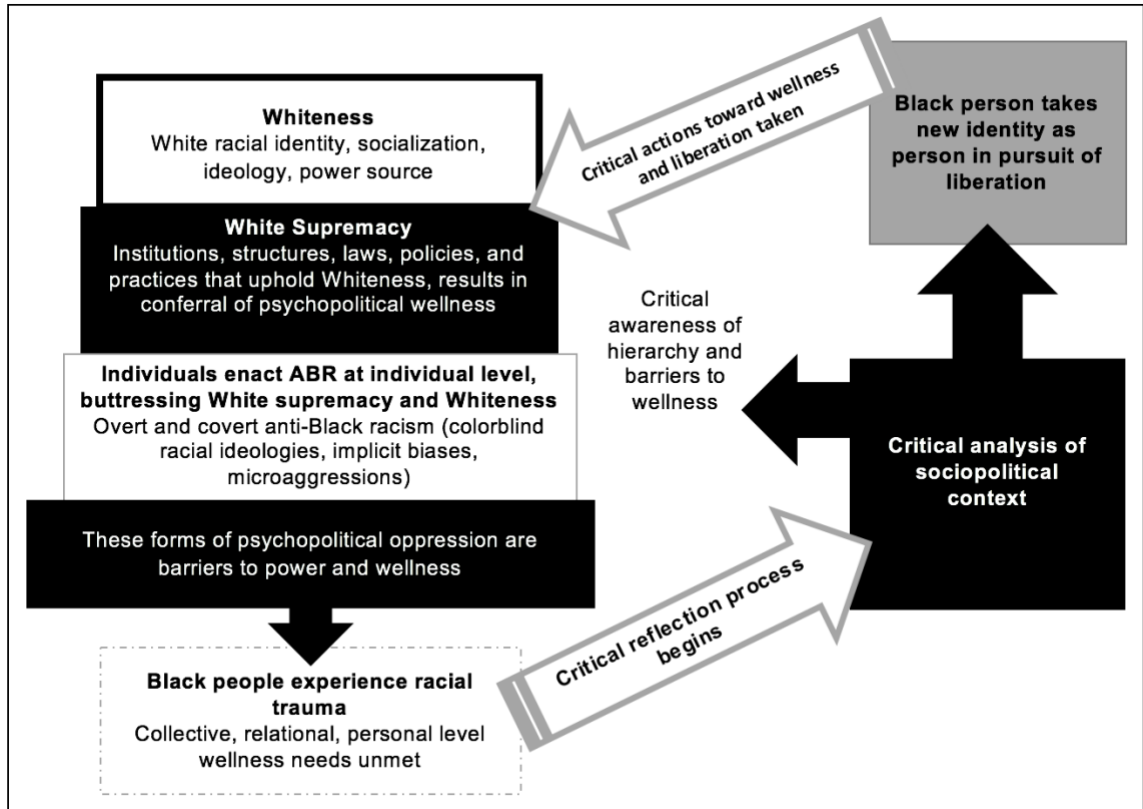 Whiteness
White racial identity, socialization,
ideology, power source
White Supremacy
Institutions, structures, laws, policies, and
practices that uphold Whiteness, results in
conferral of psychopolitical wellness
Individuals enact ABR at individual level,
buttressing White supremacy and Whiteness
Overt and covert anti-Black racism (colorblind
racial ideologies, implicit biases,
microaggressions)
These forms of psychopolitical oppression are
barriers to power and wellness
Black people experience racial
trauma
Collective, relational, personal level
wellness needs unmet
Critical reflection process
begins
Critical analysis of
sociopolitical
context
Critical
awareness of
hierarchy and
barriers to
wellness
Black person takes
new identity as
person in pursuit of
liberation
Critical actions toward wellness
and liberation taken